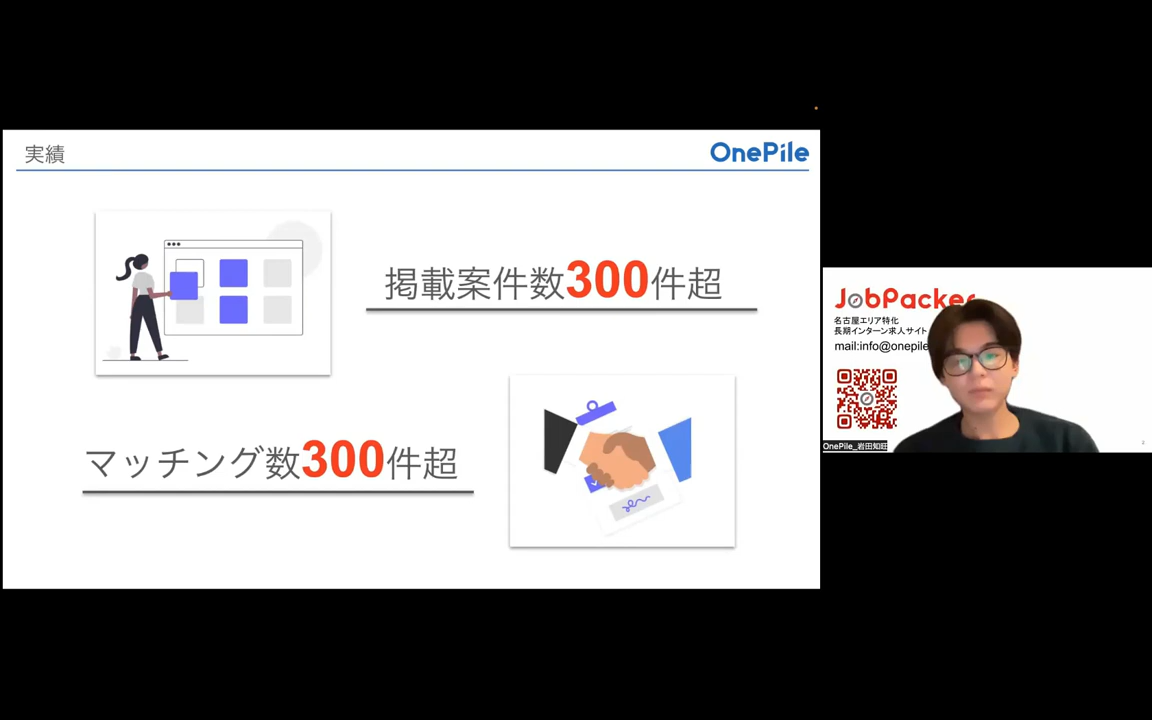 実績
OnePile
掲載案件数300件超
マッチング数300件超
JobPacker
名古屋エリア特化
長期インターン求人サイト
mail:info@onepile
OnePile_岩田知旺
2